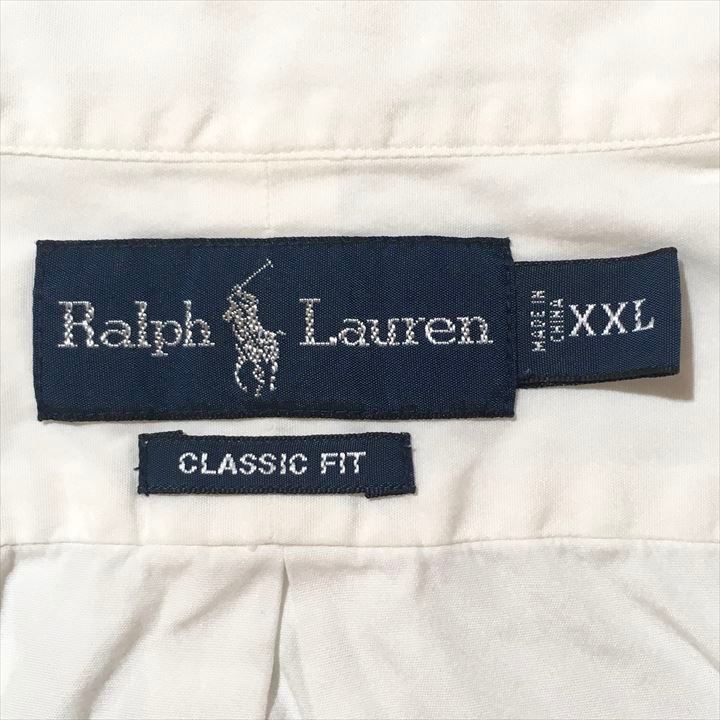 Ralph Lauren
MADE IN
CHINA
XXL
CLASSIC FIT